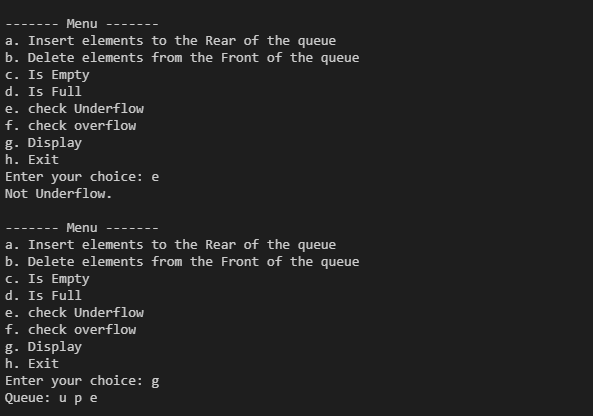 ------- Menu -------
a. Insert elements to the Rear of the queue
b. Delete elements from the Front of the queue
c. Is Empty
d. Is Full
e. check Underflow
f. check overflow
g. Display
h. Exit
Enter your choice: e
Not Underflow.
------- Menu -------
a. Insert elements to the Rear of the queue
b. Delete elements from the Front of the queue
c. Is Empty
d. Is Full
e. check Underflow
f. check overflow
g. Display
h. Exit
Enter your choice: g
Queue: u p e